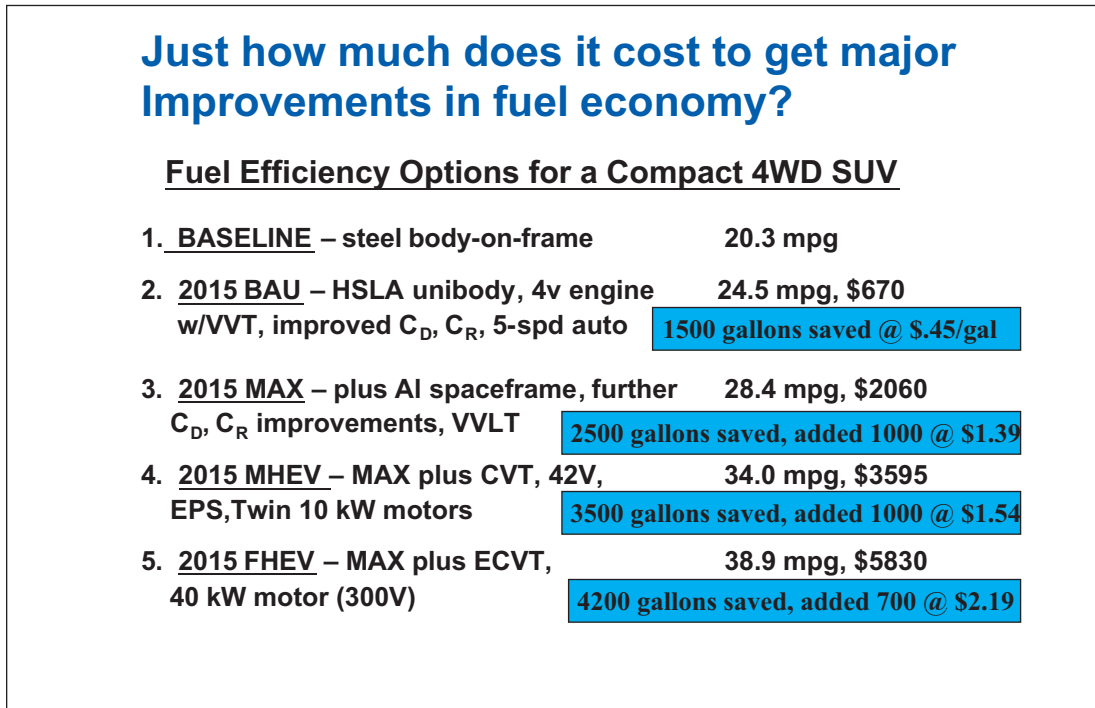 Just how much does it cost to get major
Improvements in fuel economy?
Fuel Efficiency Options for a Compact 4WD SUV
1. BASELINE – steel body-on-frame 20.3 mpg
2. 2015 BAU – HSLA unibody, 4v engine 24.5 mpg, $670
w/VVT, improved C_D, C_R, 5-spd auto 1500 gallons saved @ $.45/gal
3. 2015 MAX – plus Al spaceframe, further 28.4 mpg, $2060
C_D, C_R improvements, VVLT 2500 gallons saved, added 1000 @ $1.39
4. 2015 MHEV – MAX plus CVT, 42V, 34.0 mpg, $3595
EPS,Twin 10 kW motors 3500 gallons saved, added 1000 @ $1.54
5. 2015 FHEV – MAX plus ECVT, 38.9 mpg, $5830
40 kW motor (300V) 4200 gallons saved, added 700 @ $2.19